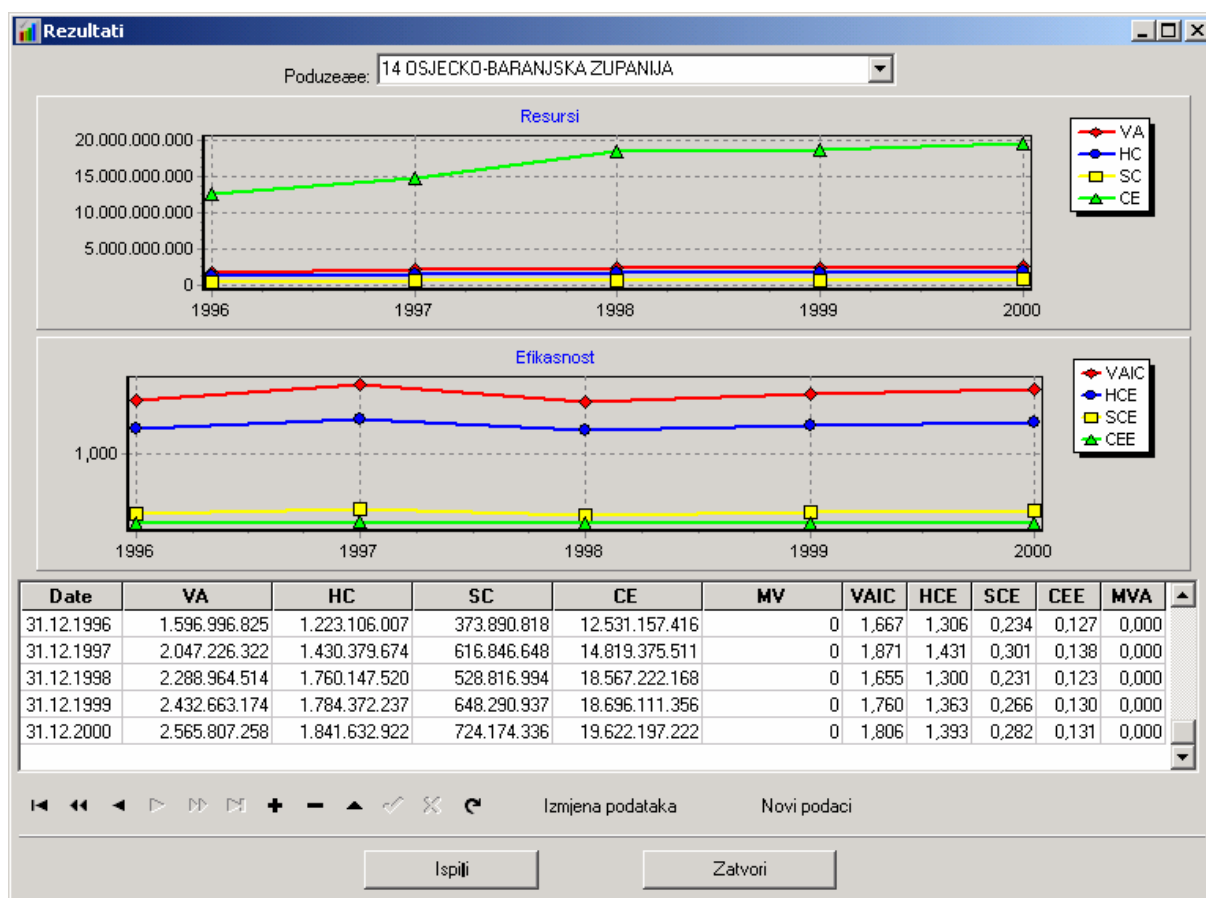 Rezultati
Poduzeæe: 14 OSJECKO-BARANJSKA ZUPANIJA
Resursi
20.000.000.000
15.000.000.000
10.000.000.000
5.000.000.000
0
1996 1997 1998 1999 2000
VA
HC
SC
CE
Efikasnost
1,000
1996 1997 1998 1999 2000
VAIC
HCE
SCE
CEE
Date VA HC SC CE MV VAIC HCE SCE CEE MVA
31.12.1996 1.596.996.825 1.223.106.007 373.890.818 12.531.157.416 0 1,667 1,306 0,234 0,127 0,000
31.12.1997 2.047.226.322 1.430.379.674 616.846.648 14.819.375.511 0 1,871 1,431 0,301 0,138 0,000
31.12.1998 2.288.964.514 1.760.147.520 528.816.994 18.567.222.168 0 1,655 1,300 0,231 0,123 0,000
31.12.1999 2.432.663.174 1.784.372.237 648.290.937 18.696.111.356 0 1,760 1,363 0,266 0,130 0,000
31.12.2000 2.565.807.258 1.841.632.922 724.174.336 19.622.197.222 0 1,806 1,393 0,282 0,131 0,000
Izmjena podataka Novi podaci
Ispiši Zatvori